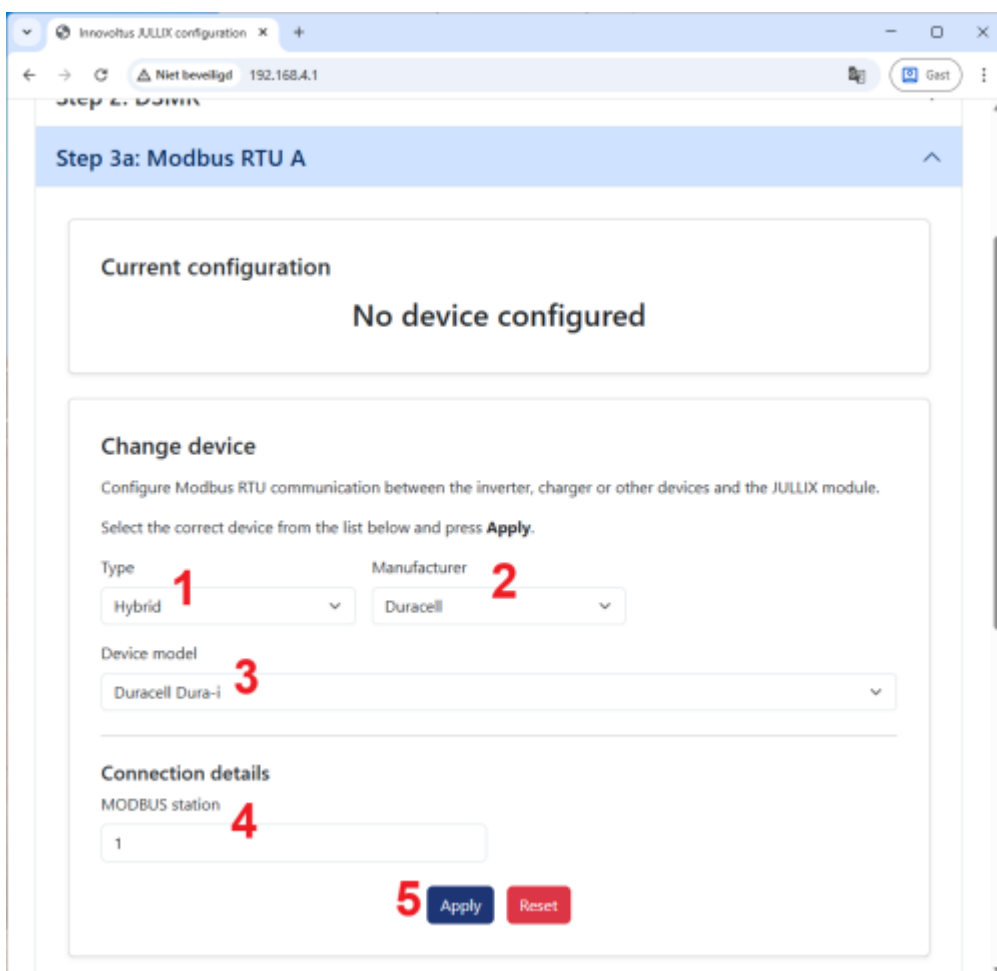 Innovoltus JULLIX configuration
Niet beveiligd 192.168.4.1 Gast
Step 2: DSMR
Step 3a: Modbus RTU A
Current configuration
No device configured
Change device
Configure Modbus RTU communication between the inverter, charger or other devices and the JULLIX module.
Select the correct device from the list below and press Apply.
Type 1 Manufacturer 2
Hybrid Duracell
Device model 3
Duracell Dura-i
Connection details
MODBUS station 4
1
5 Apply Reset